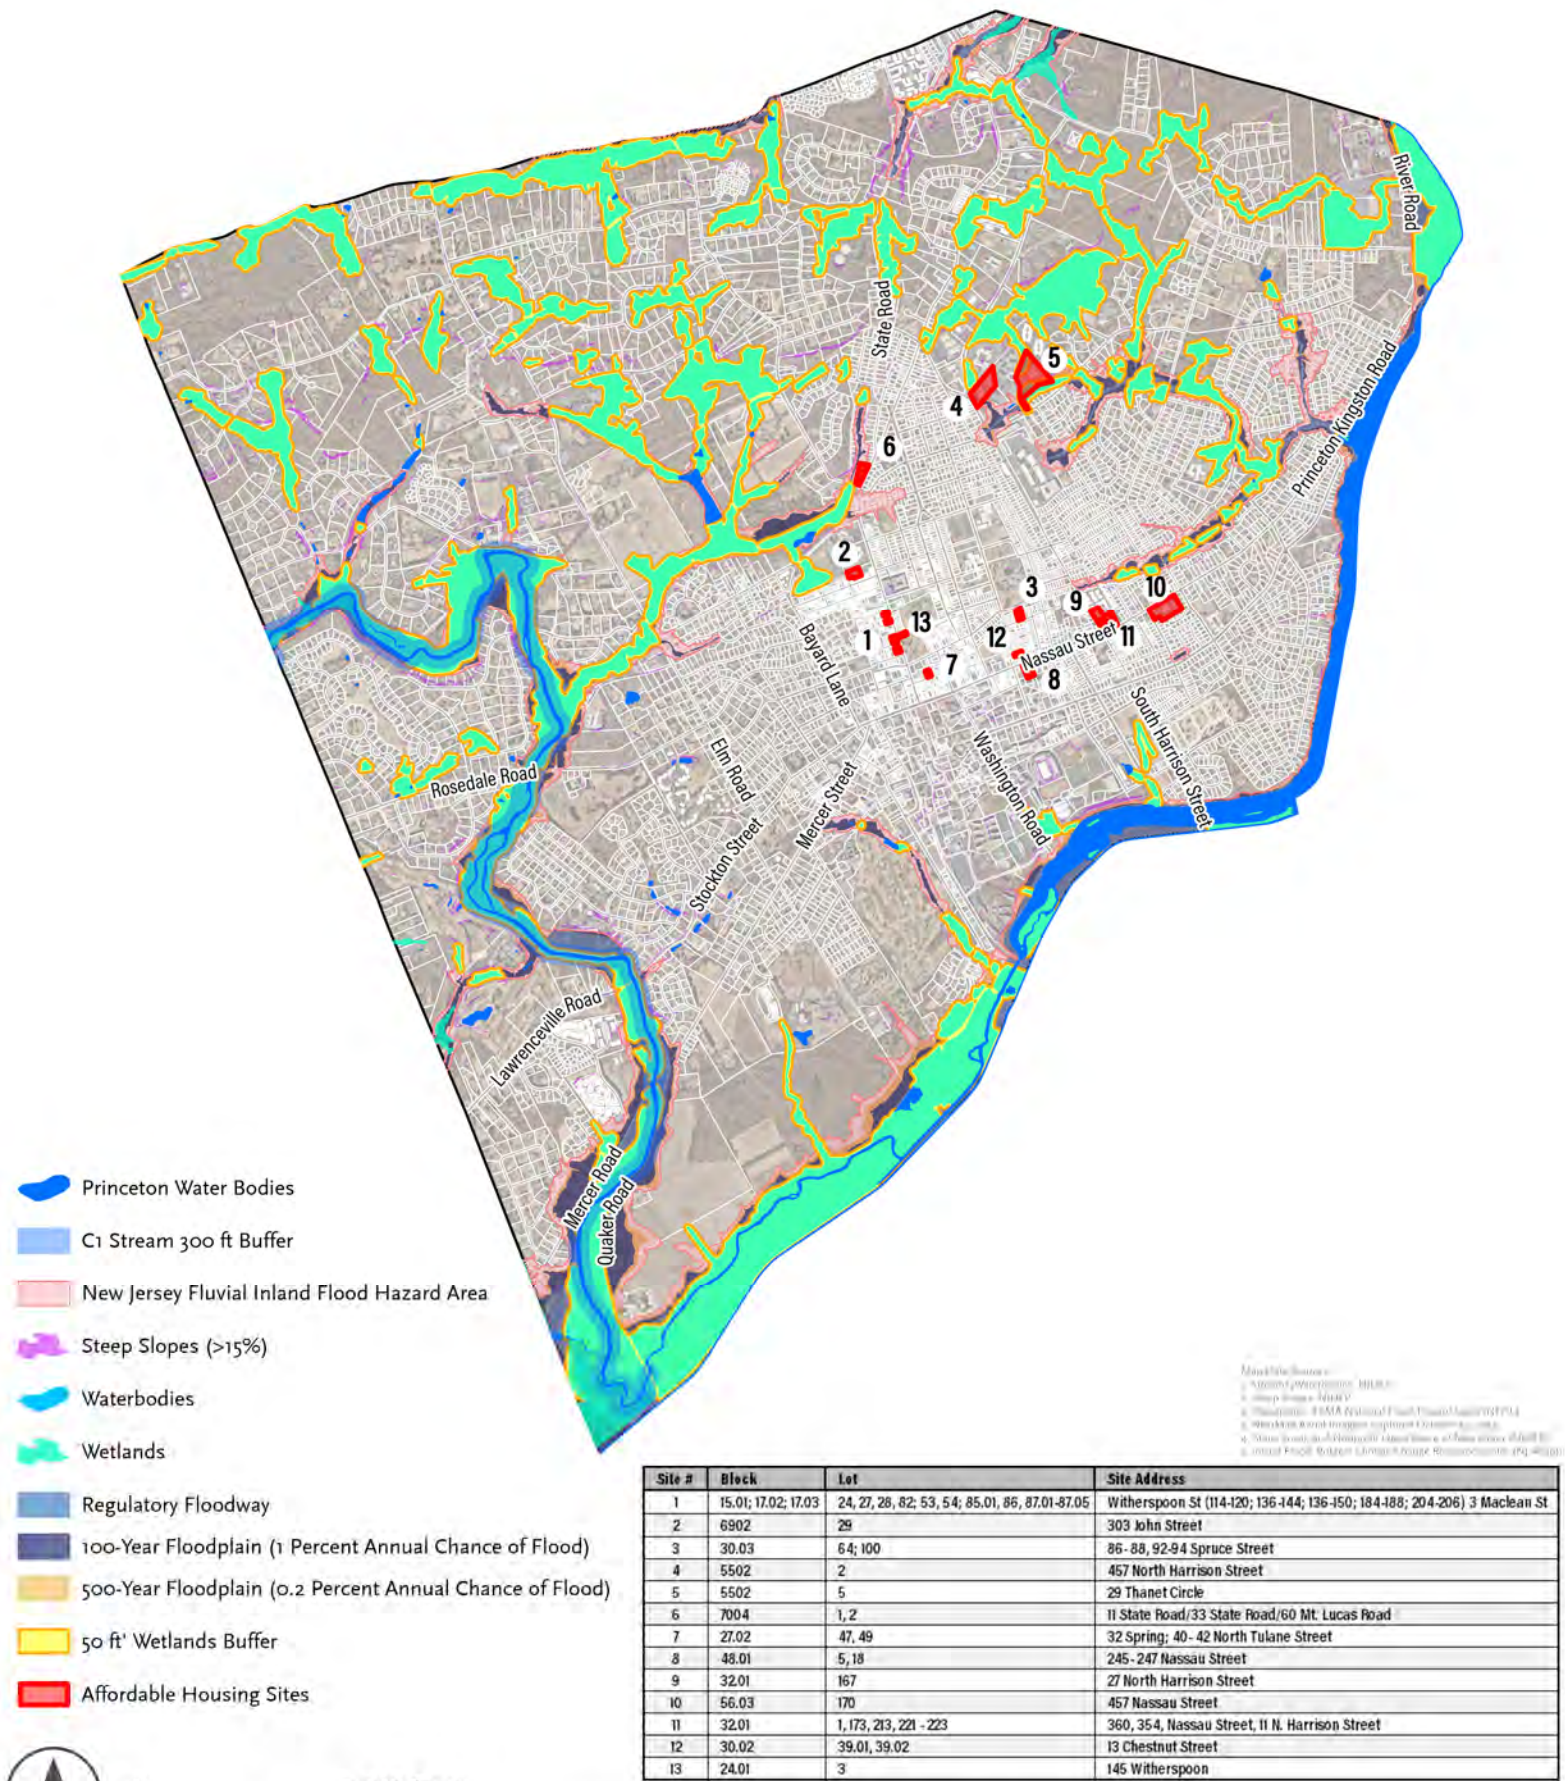 River Road
State Road
Princeton Kingston Road
5
4
6
2
3
9
10
1
13
12
11
Nassau Street
7
8
Bayard Lane
South Harrison Street
Elm Road
Washington Road
Rosedale Road
Mercer Street
Stockton Street
Lawrenceville Road
Mercer Road
Quaker Road
Princeton Water Bodies
C1 Stream 300 ft Buffer
New Jersey Fluvial Inland Flood Hazard Area
Steep Slopes (>15%)
Waterbodies
Wetlands
Regulatory Floodway
100-Year Floodplain (1 Percent Annual Chance of Flood)
500-Year Floodplain (0.2 Percent Annual Chance of Flood)
50 ft' Wetlands Buffer
Affordable Housing Sites
Site # Block Lot Site Address
1 15.01; 17.02; 17.03 24, 27, 28, 82; 53, 54; 85.01, 86, 87.01-87.05 Witherspoon St (114-120; 136-144; 136-150; 184-188; 204-206) 3 Maclean St
2 6902 29 303 John Street
3 30.03 64; 100 86-88, 92-94 Spruce Street
4 5502 2 457 North Harrison Street
5 5502 5 29 Thanet Circle
6 7004 1, 2 11 State Road/33 State Road/60 Mt. Lucas Road
7 27.02 47, 49 32 Spring; 40-42 North Tulane Street
8 48.01 5, 18 245-247 Nassau Street
9 32.01 167 27 North Harrison Street
10 56.03 170 457 Nassau Street
11 32.01 1, 173, 213, 221 - 223 360, 354, Nassau Street, 11 N. Harrison Street
12 30.02 39.01, 39.02 13 Chestnut Street
13 24.01 3 145 Witherspoon